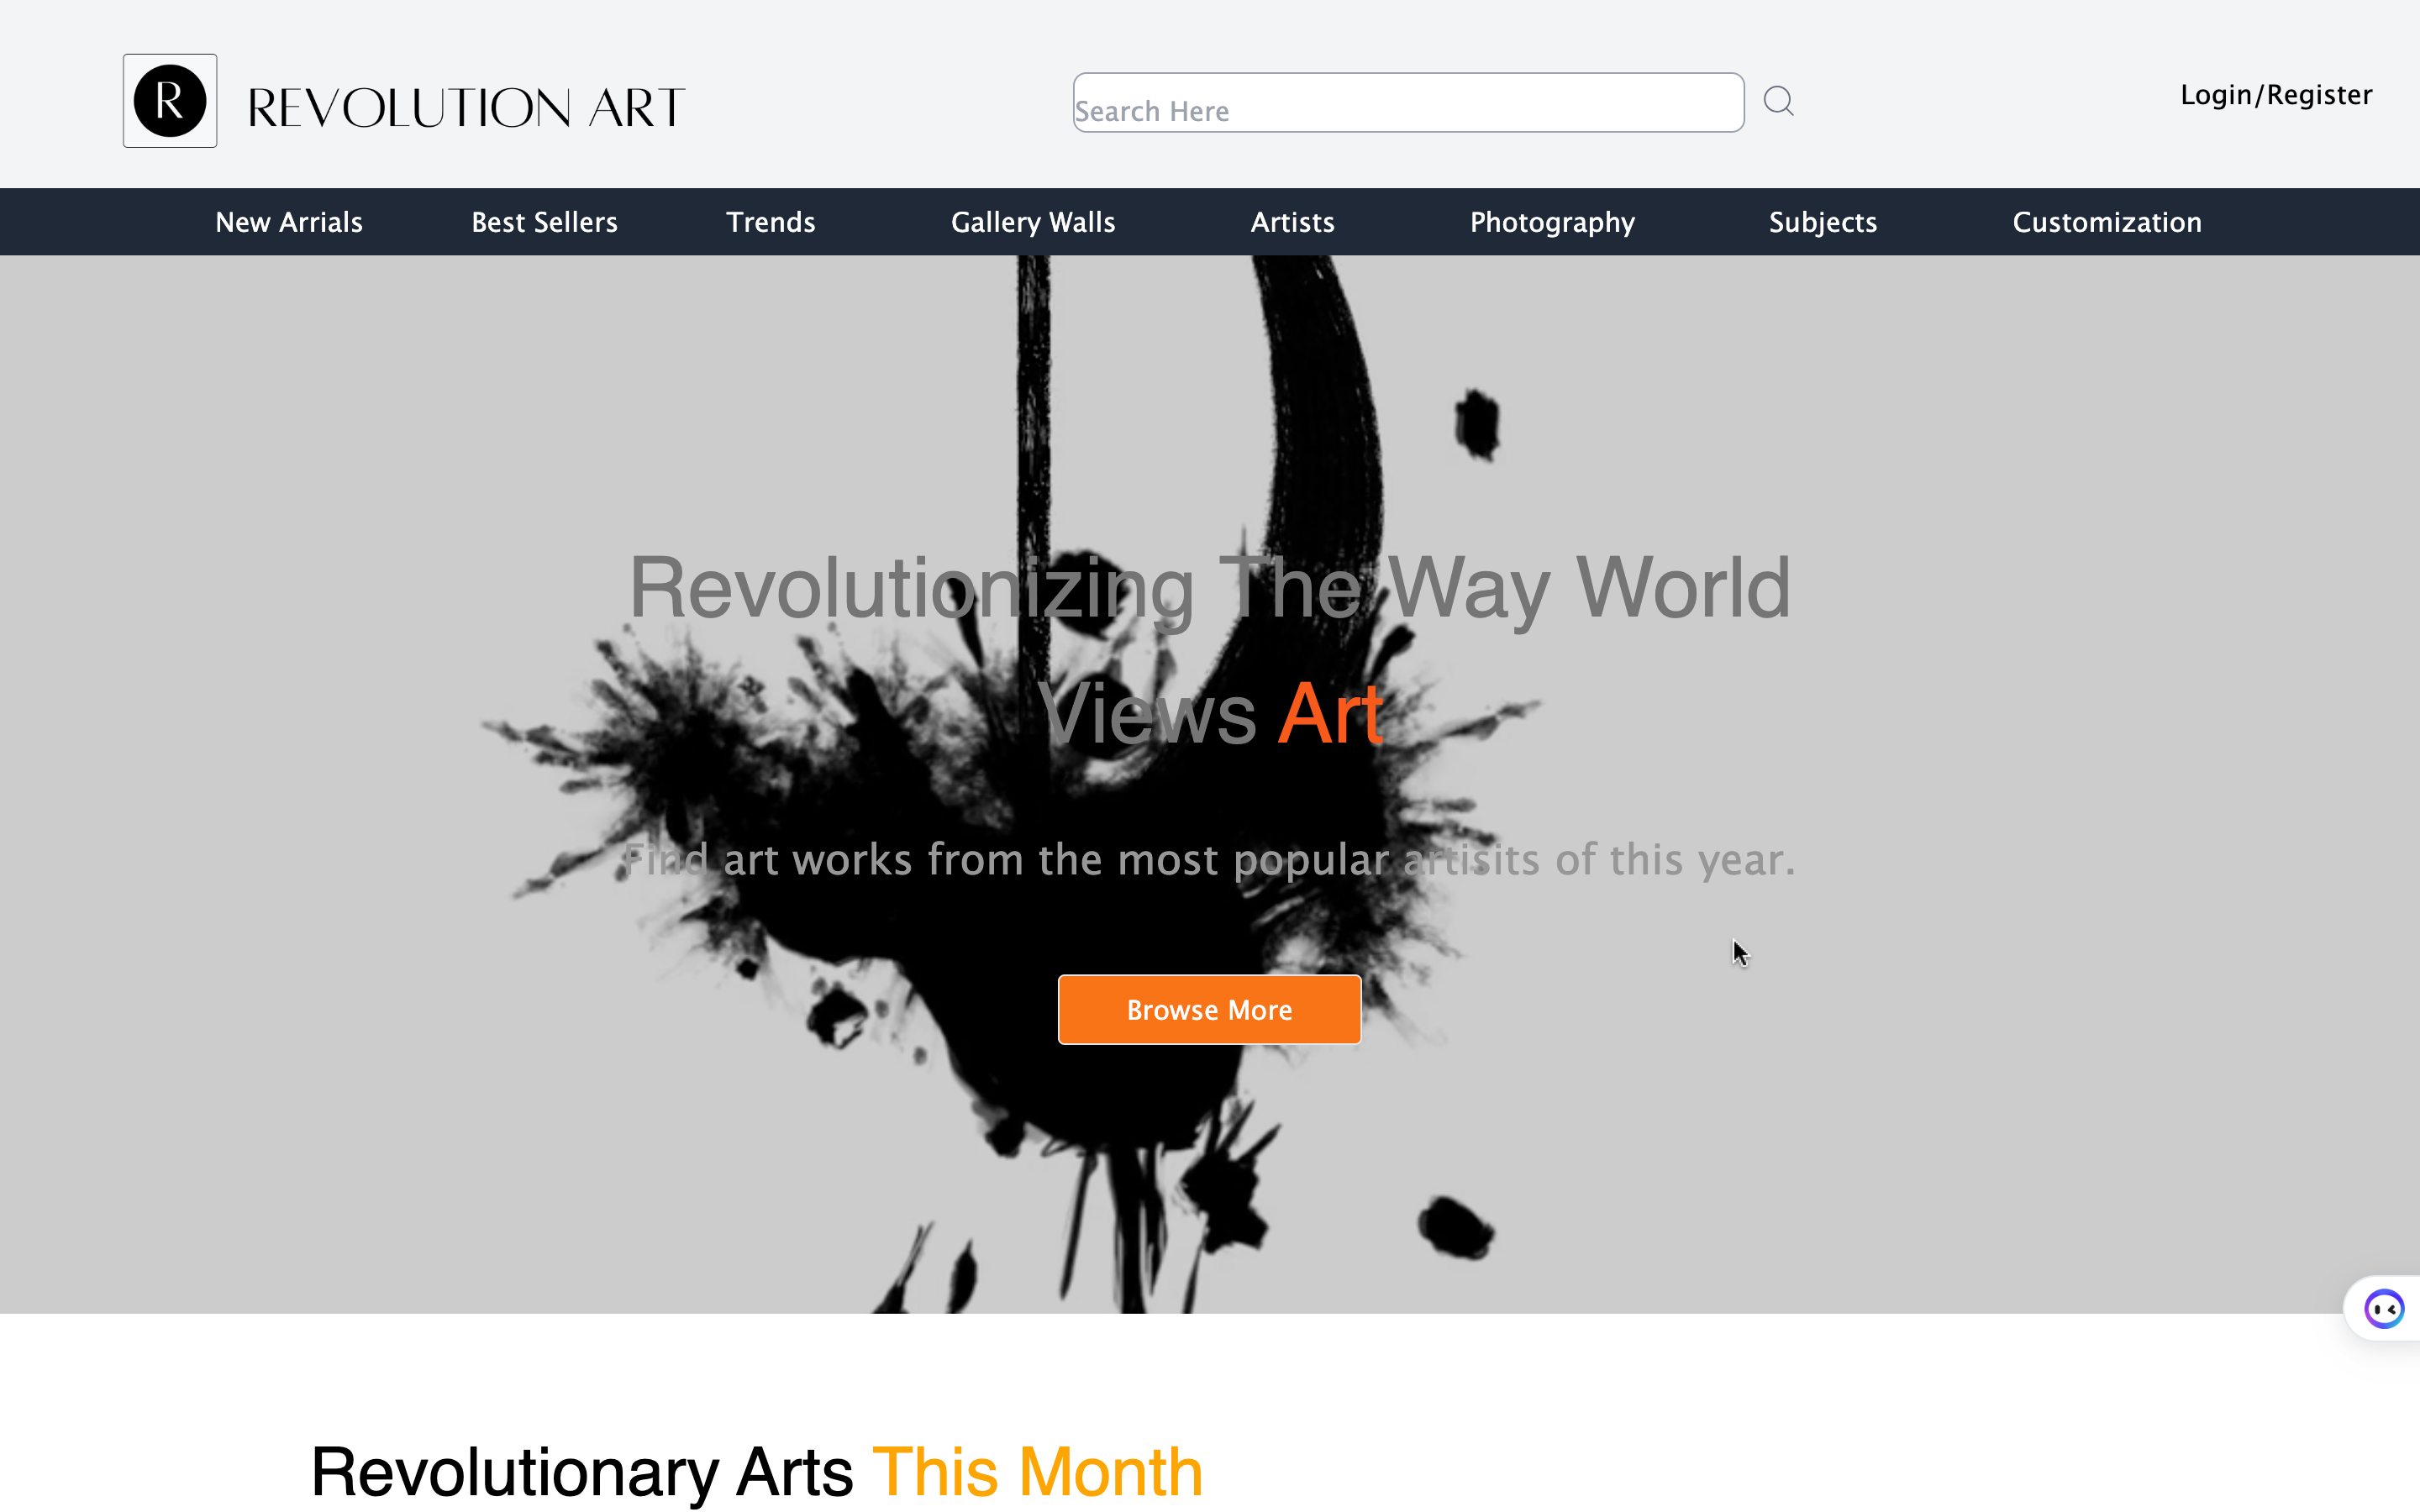 R REVOLUTION ART
Search Here
Login/Register
New Arrials Best Sellers Trends Gallery Walls Artists Photography Subjects Customization
Revolutionizing The Way World
Views Art
Find art works from the most popular artisits of this year.
Browse More
Revolutionary Arts This Month